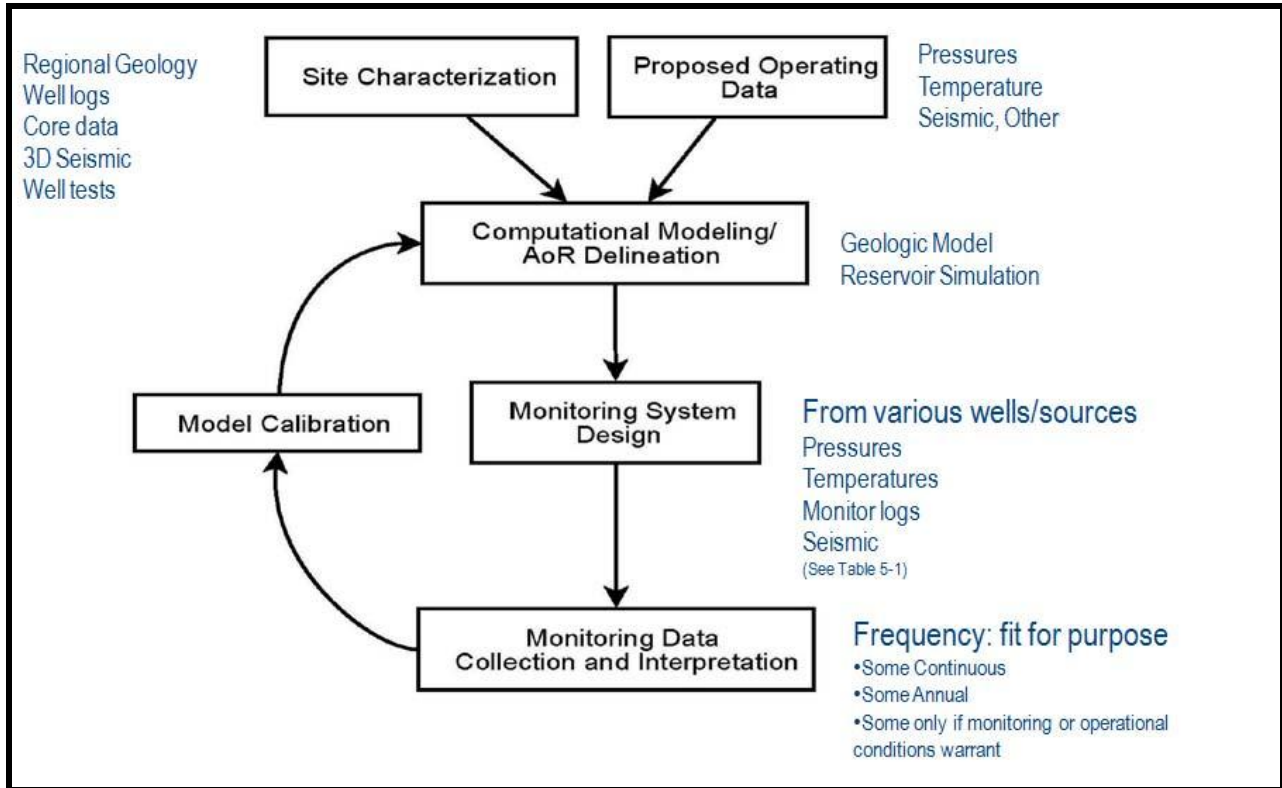 Regional Geology
Well logs
Core data
3D Seismic
Well tests
Site Characterization
Proposed Operating
Data
Pressures
Temperature
Seismic, Other
Computational Modeling/
AoR Delineation
Geologic Model
Reservoir Simulation
Model Calibration
Monitoring System
Design
From various wells/sources
Pressures
Temperatures
Monitor logs
Seismic
(See Table 5-1)
Monitoring Data
Collection and Interpretation
Frequency: fit for purpose
•Some Continuous
•Some Annual
•Some only if monitoring or operational
conditions warrant